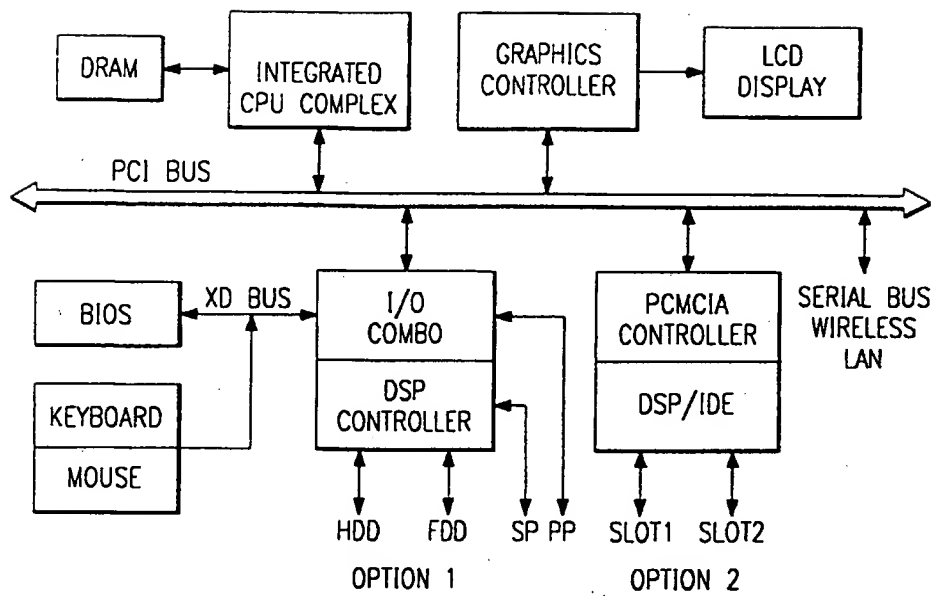 DRAM
INTEGRATED
CPU COMPLEX
GRAPHICS
CONTROLLER
LCD
DISPLAY
PCI BUS
BIOS
XD BUS
I/O
COMBO
DSP
CONTROLLER
KEYBOARD
MOUSE
PCMCIA
CONTROLLER
DSP/IDE
SERIAL BUS
WIRELESS
LAN
HDD
FDD
SP PP
SLOT1
SLOT2
OPTION 1
OPTION 2